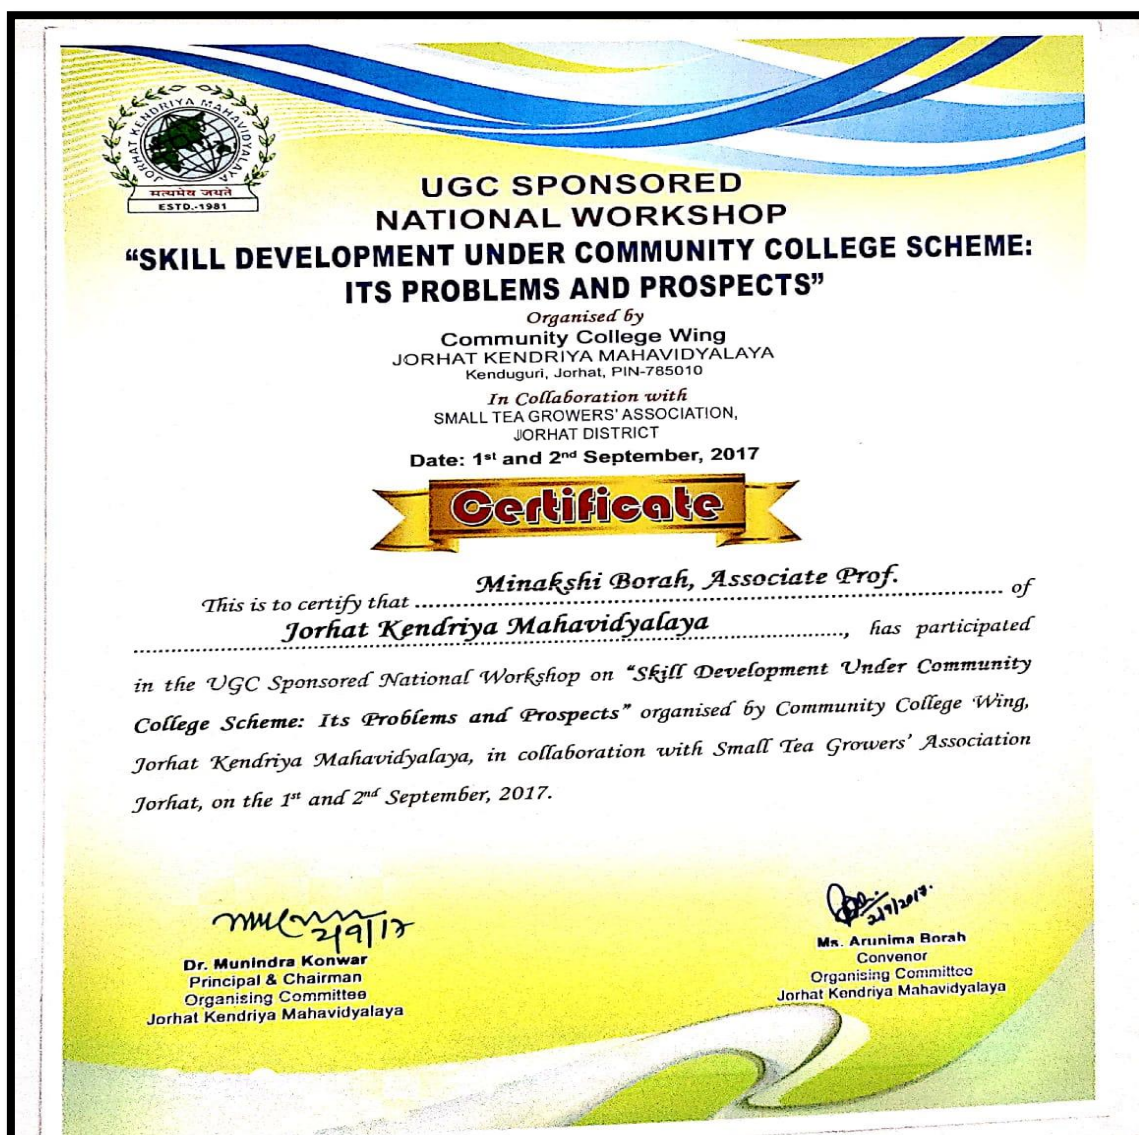 JORHAT KENDRIYA MAHAVIDYALAYA
सत्यमेव जयते
ESTD.-1981
UGC SPONSORED
NATIONAL WORKSHOP
“SKILL DEVELOPMENT UNDER COMMUNITY COLLEGE SCHEME:
ITS PROBLEMS AND PROSPECTS”
Organised by
Community College Wing
JORHAT KENDRIYA MAHAVIDYALAYA
Kenduguri, Jorhat, PIN-785010
In Collaboration with
SMALL TEA GROWERS’ ASSOCIATION,
JORHAT DISTRICT
Date: 1st and 2nd September, 2017
Certificate
This is to certify that Minakshi Borah, Associate Prof. of
Jorhat Kendriya Mahavidyalaya, has participated
in the UGC Sponsored National Workshop on “Skill Development Under Community
College Scheme: Its Problems and Prospects” organised by Community College Wing,
Jorhat Kendriya Mahavidyalaya, in collaboration with Small Tea Growers’ Association
Jorhat, on the 1st and 2nd September, 2017.
2/9/17
Dr. Munindra Konwar
Principal & Chairman
Organising Committee
Jorhat Kendriya Mahavidyalaya
2/9/2017.
Ms. Arunima Borah
Convenor
Organising Committee
Jorhat Kendriya Mahavidyalaya